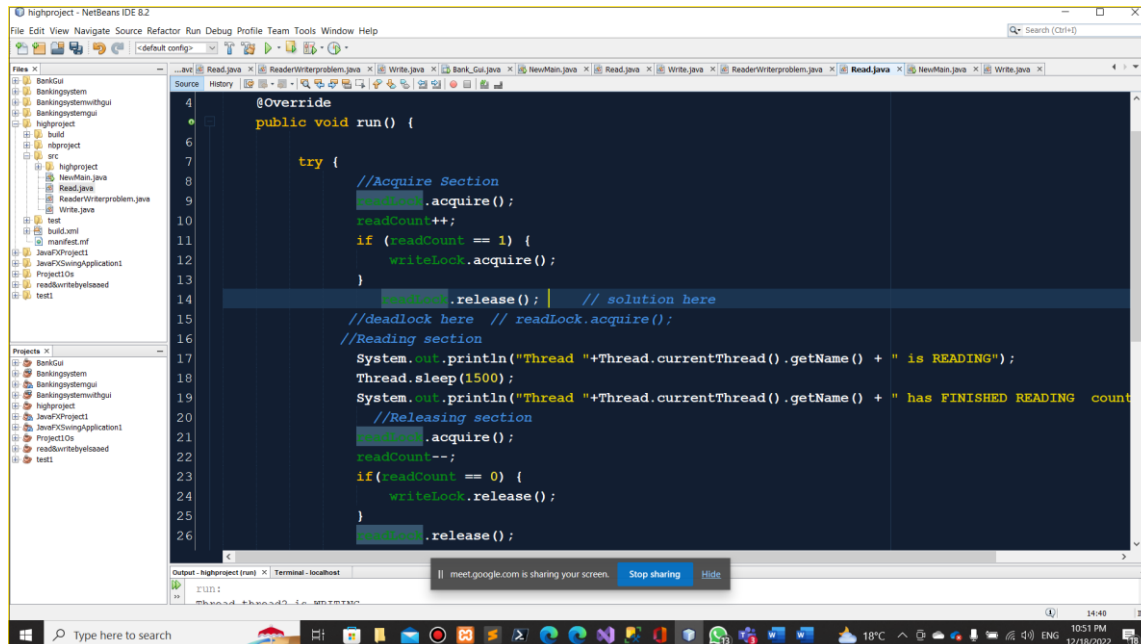 highproject - NetBeans IDE 8.2
File Edit View Navigate Source Refactor Run Debug Profile Team Tools Window Help
Search (Ctrl+I)
<default config>
Files
...ava Read.java ReaderWriterproblem.java Write.java Bank_Gui.java NewMain.java Read.java Write.java ReaderWriterproblem.java Read.java NewMain.java Write.java
BankGui
Bankingsystem
Bankingsystemwithgui
Bankingsystemgui
highproject
build
nbproject
src
highproject
NewMain.java
Read.java
ReaderWriterproblem.java
Write.java
test
build.xml
manifest.mf
JavaFXProject1
JavaFXSwingApplication1
Project1Os
read&writebyelsaaed
test1
Projects
BankGui
Bankingsystem
Bankingsystemgui
Bankingsystemwithgui
highproject
JavaFXProject1
JavaFXSwingApplication1
Project1Os
read&writebyelsaaed
test1
Source History
4 @Override
public void run() {
6
7 try {
8 //Acquire Section
9 readLock.acquire();
10 readCount++;
11 if (readCount == 1) {
12 writeLock.acquire();
13 }
14 readLock.release(); // solution here
15 //deadlock here // readLock.acquire();
16 //Reading section
17 System.out.println("Thread "+Thread.currentThread().getName() + " is READING");
18 Thread.sleep(1500);
19 System.out.println("Thread "+Thread.currentThread().getName() + " has FINISHED READING count
20 //Releasing section
21 readLock.acquire();
22 readCount--;
23 if(readCount == 0) {
24 writeLock.release();
25 }
26 readLock.release();
Output - highproject (run) Terminal - localhost
run:
Thread thread2 is WRITING
meet.google.com is sharing your screen. Stop sharing Hide
14:40
Type here to search
18°C
ENG
10:51 PM
12/18/2022